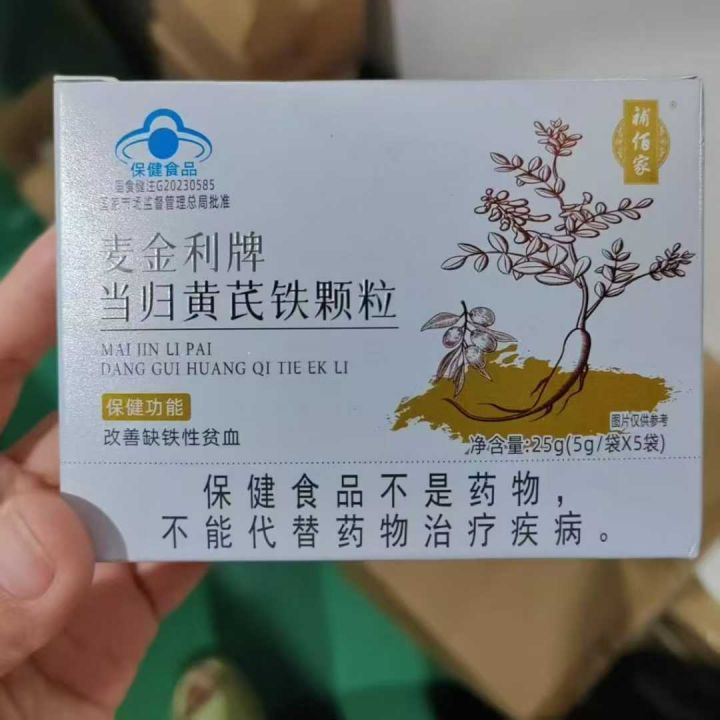 保健食品
国食健注G20230585
国家市场监督管理总局批准
補佰家
®
麦金利牌
当归黄芪铁颗粒
MAI JIN LI PAI
DANG GUI HUANG QI TIE EK LI
保健功能
改善缺铁性贫血
图片仅供参考
净含量:25g(5g/袋X5袋)
保健食品不是药物，
不能代替药物治疗疾病。